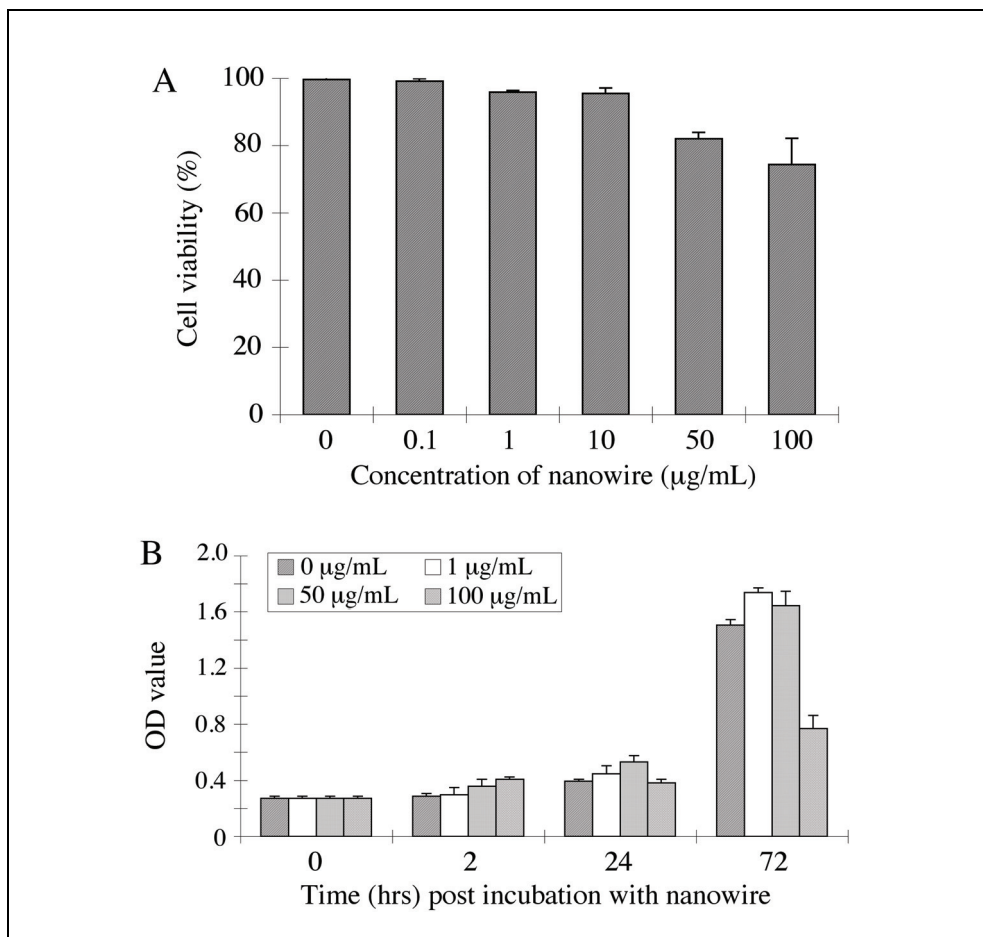 A
100
80
60
40
20
0
Cell viability (%)
0 0.1 1 10 50 100
Concentration of nanowire (µg/mL)
B
2.0
1.6
1.2
0.8
0.4
0
OD value
0 µg/mL 1 µg/mL
50 µg/mL 100 µg/mL
0 2 24 72
Time (hrs) post incubation with nanowire